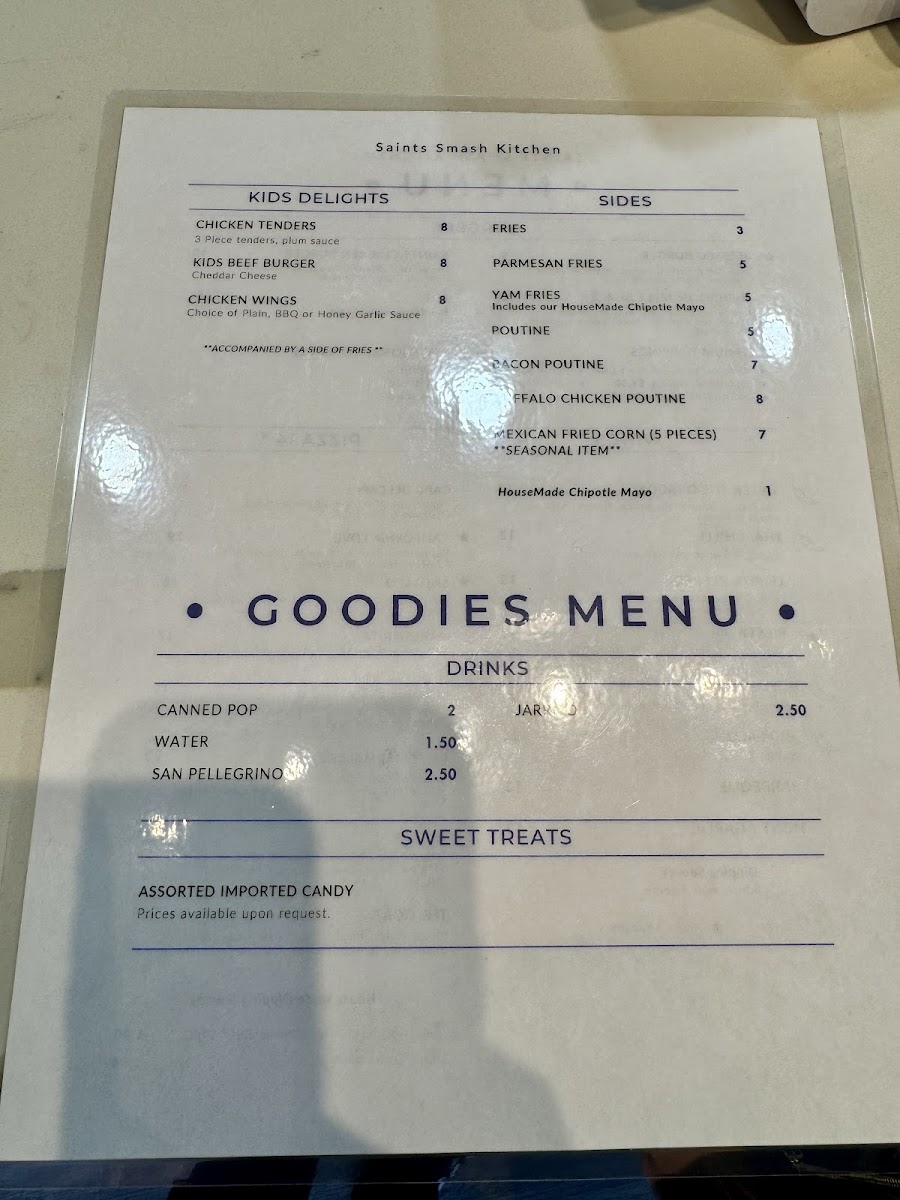 Saints Smash Kitchen
KIDS DELIGHTS
CHICKEN TENDERS 8
3 Piece tenders, plum sauce
KIDS BEEF BURGER 8
Cheddar Cheese
CHICKEN WINGS 8
Choice of Plain, BBQ or Honey Garlic Sauce
**ACCOMPANIED BY A SIDE OF FRIES **
SIDES
FRIES 3
PARMESAN FRIES 5
YAM FRIES 5
Includes our HouseMade Chipotle Mayo
POUTINE 5
BACON POUTINE 7
BUFFALO CHICKEN POUTINE 8
MEXICAN FRIED CORN (5 PIECES) 7
**SEASONAL ITEM**
HouseMade Chipotle Mayo 1
• GOODIES MENU •
DRINKS
CANNED POP 2
WATER 1.50
SAN PELLEGRINO 2.50
2.50
SWEET TREATS
ASSORTED IMPORTED CANDY
Prices available upon request.